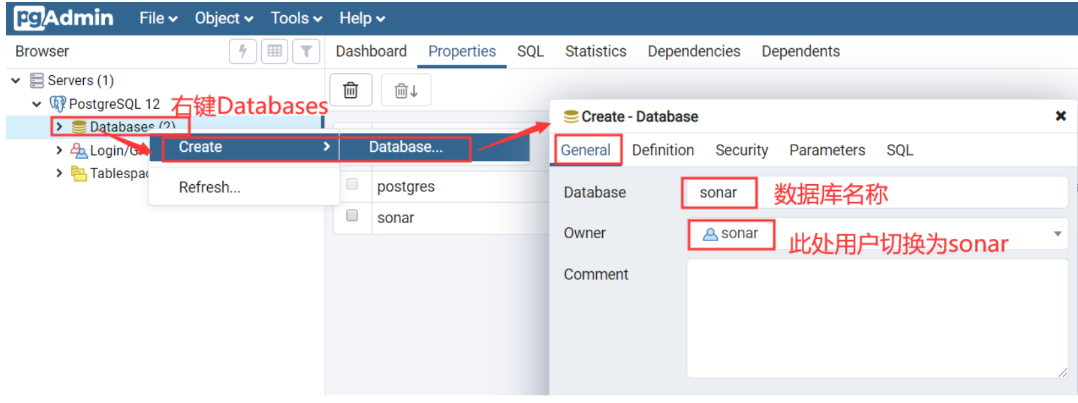 pgAdmin File Object Tools Help
Browser
Dashboard Properties SQL Statistics Dependencies Dependents
Servers (1)
PostgreSQL 12
右键Databases
Databases (2)
Login/G
Tablespac
Create
Refresh...
Database...
postgres
sonar
Create - Database
General Definition Security Parameters SQL
Database sonar 数据库名称
Owner sonar 此处用户切换为sonar
Comment